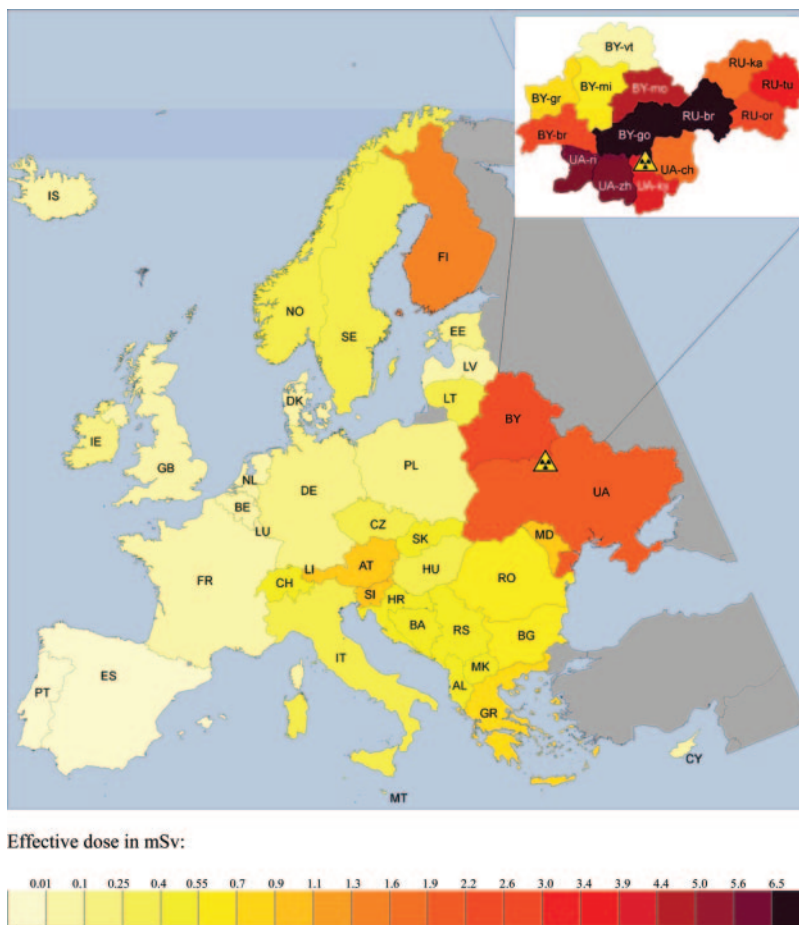 BY-vt
RU-ka
RU-tu
BY-mi
BY-mo
BY-gr
RU-br
RU-or
BY-br
BY-go
UA-ri
UA-ch
UA-zh
UA-ky
IS
FI
NO
SE
EE
LV
LT
DK
BY
IE
GB
NL
PL
UA
DE
BE
LU
CZ
SK
MD
FR
LI
AT
HU
RO
CH
SI
HR
BA
RS
BG
IT
MK
AL
PT
ES
GR
CY
MT
Effective dose in mSv:
0.01 0.1 0.25 0.4 0.55 0.7 0.9 1.1 1.3 1.6 1.9 2.2 2.6 3.0 3.4 3.9 4.4 5.0 5.6 6.5